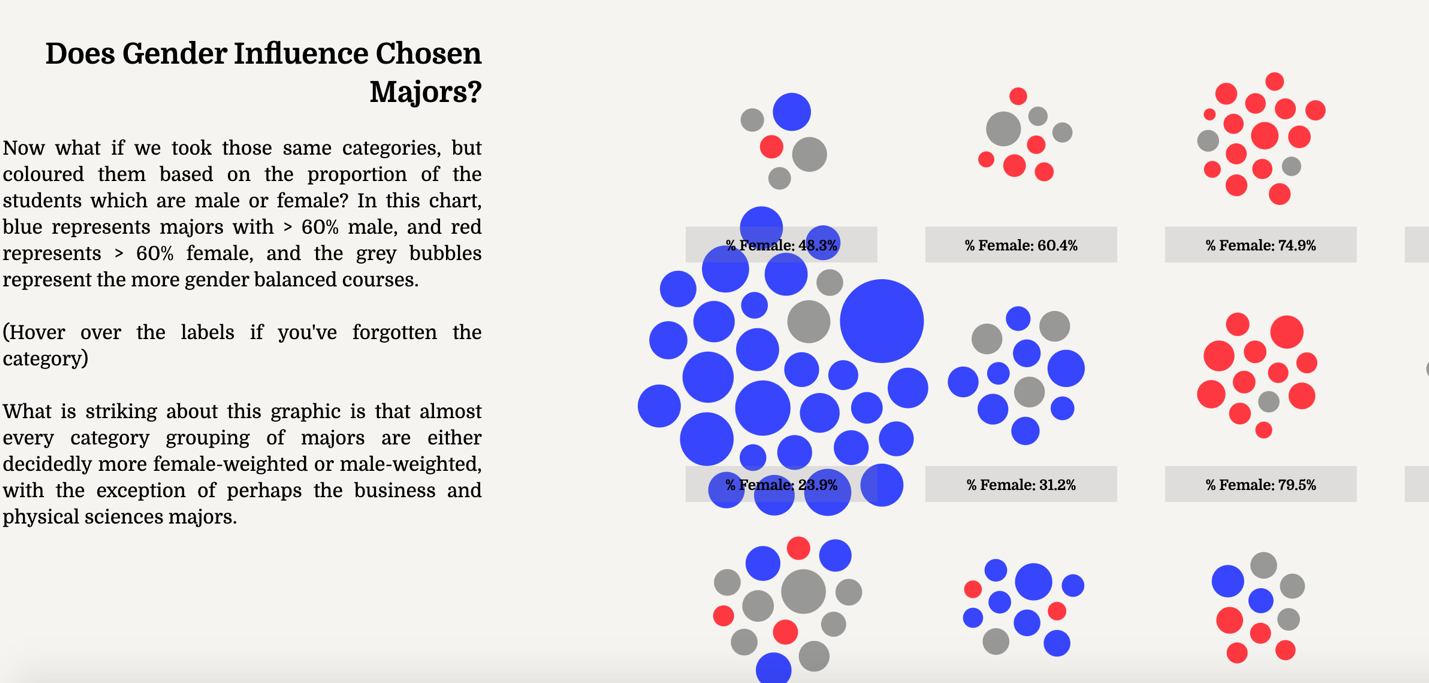 Does Gender Influence Chosen
Majors?
Now what if we took those same categories, but
coloured them based on the proportion of the
students which are male or female? In this chart,
blue represents majors with > 60% male, and red
represents > 60% female, and the grey bubbles
represent the more gender balanced courses.
(Hover over the labels if you've forgotten the
category)
What is striking about this graphic is that almost
every category grouping of majors are either
decidedly more female-weighted or male-weighted,
with the exception of perhaps the business and
physical sciences majors.
% Female: 48.3%
% Female: 60.4%
% Female: 74.9%
% Female: 23.9%
% Female: 31.2%
% Female: 79.5%